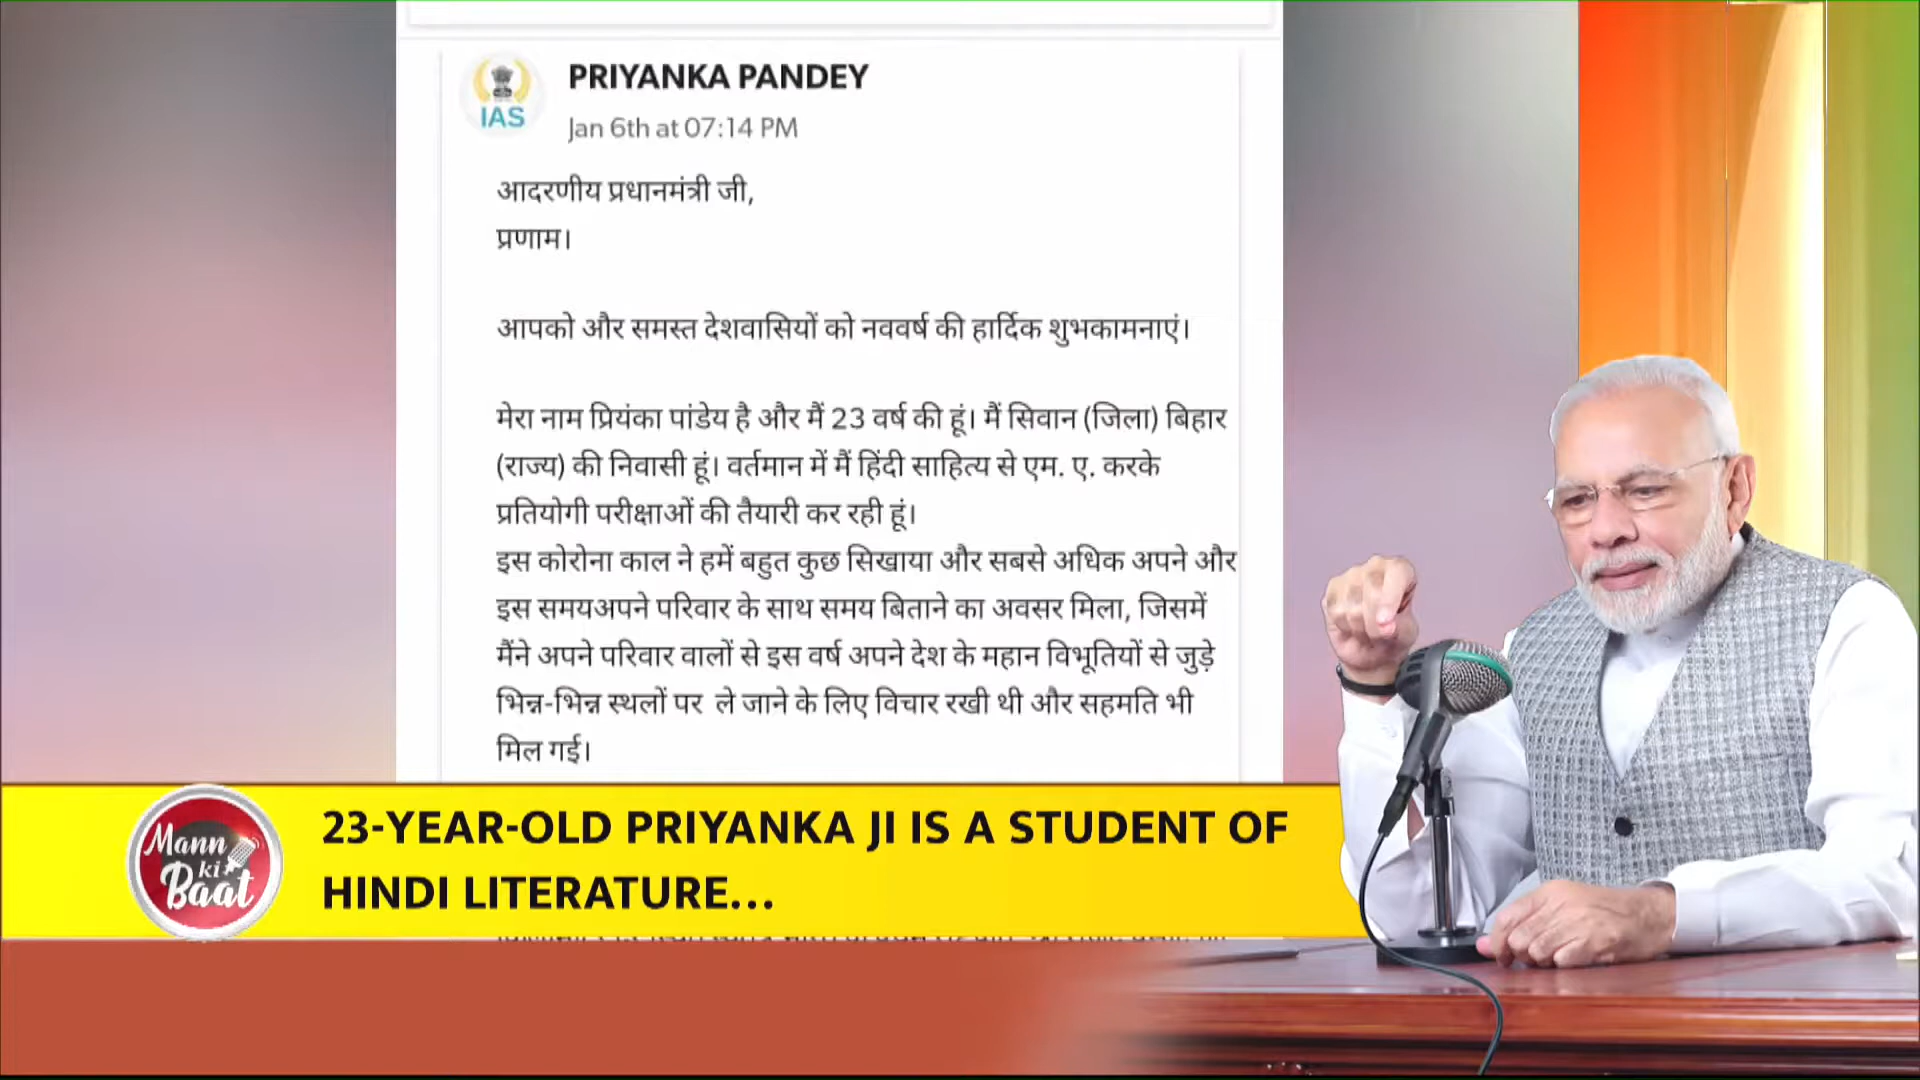 PRIYANKA PANDEY
IAS
Jan 6th at 07:14 PM
आदरणीय प्रधानमंत्री जी,
प्रणाम।
आपको और समस्त देशवासियों को नववर्ष की हार्दिक शुभकामनाएं।
मेरा नाम प्रियंका पांडेय है और मैं 23 वर्ष की हूं। मैं सिवान (जिला) बिहार
(राज्य) की निवासी हूं। वर्तमान में मैं हिंदी साहित्य से एम. ए. करके
प्रतियोगी परीक्षाओं की तैयारी कर रही हूं।
इस कोरोना काल ने हमें बहुत कुछ सिखाया और सबसे अधिक अपने और
इस समयअपने परिवार के साथ समय बिताने का अवसर मिला, जिसमें
मैंने अपने परिवार वालों से इस वर्ष अपने देश के महान विभूतियों से जुड़े
भिन्न-भिन्न स्थलों पर ले जाने के लिए विचार रखी थी और सहमति भी
मिल गई।
Mann
ki
Baat
23-YEAR-OLD PRIYANKA JI IS A STUDENT OF
HINDI LITERATURE...